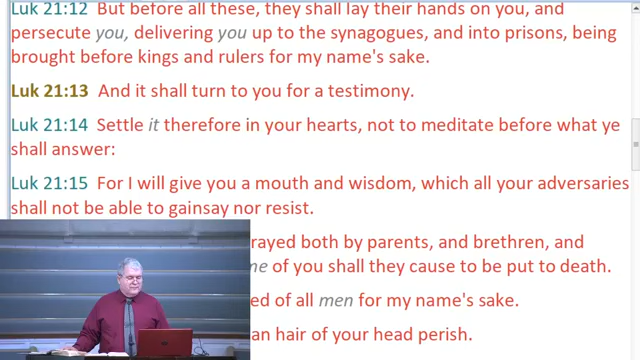 Luk 21:12 But before all these, they shall lay their hands on you, and
persecute you, delivering you up to the synagogues, and into prisons, being
brought before kings and rulers for my name's sake.
Luk 21:13 And it shall turn to you for a testimony.
Luk 21:14 Settle it therefore in your hearts, not to meditate before what ye
shall answer:
Luk 21:15 For I will give you a mouth and wisdom, which all your adversaries
shall not be able to gainsay nor resist.
both by parents, and brethren, and
of you shall they cause to be put to death.
of all men for my name's sake.
hair of your head perish.